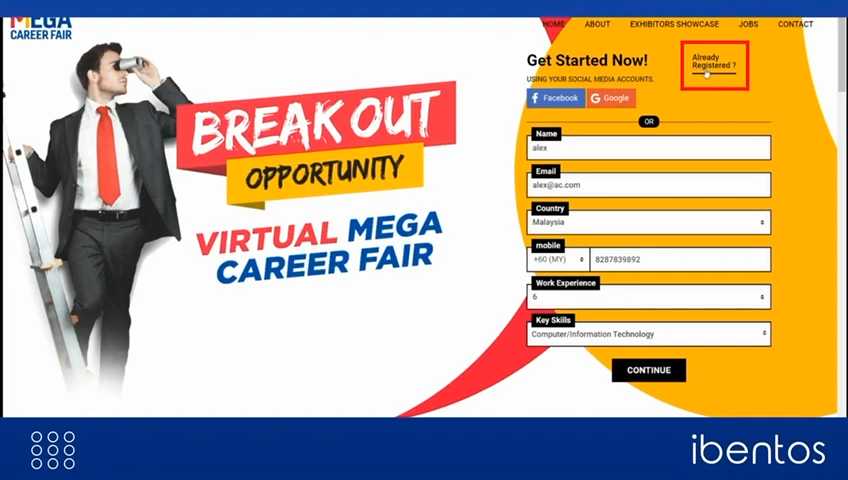 MEGA
CAREER FAIR
HOME ABOUT EXHIBITORS SHOWCASE JOBS CONTACT
Get Started Now!
Already
Registered ?
USING YOUR SOCIAL MEDIA ACCOUNTS.
Facebook Google
OR
Name
alex
Email
alex@ac.com
Country
Malaysia
mobile
+60 (MY) 8287839892
Work Experience
6
Key Skills
Computer/Information Technology
CONTINUE
BREAK OUT
OPPORTUNITY
VIRTUAL MEGA
CAREER FAIR
ibentos